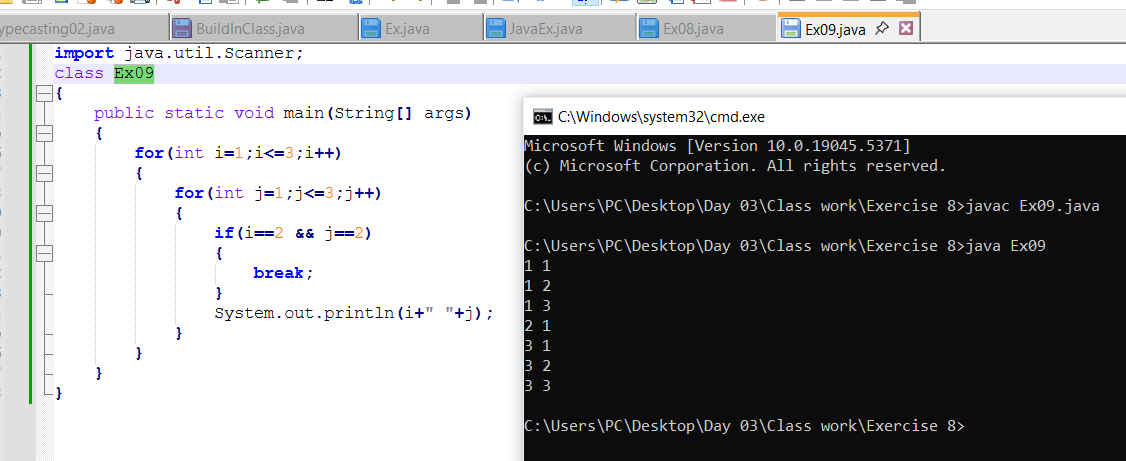 ypecasting02.java
BuildInClass.java
Ex.java
JavaEx.java
Ex08.java
Ex09.java
import java.util.Scanner;
class Ex09
{
public static void main(String[] args)
{
for(int i=1;i<=3;i++)
{
for(int j=1;j<=3;j++)
{
if(i==2 && j==2)
{
break;
}
System.out.println(i+" "+j);
}
}
}
}
C:\Windows\system32\cmd.exe
Microsoft Windows [Version 10.0.19045.5371]
(c) Microsoft Corporation. All rights reserved.
C:\Users\PC\Desktop\Day 03\Class work\Exercise 8>javac Ex09.java
C:\Users\PC\Desktop\Day 03\Class work\Exercise 8>java Ex09
1 1
1 2
1 3
2 1
3 1
3 2
3 3
C:\Users\PC\Desktop\Day 03\Class work\Exercise 8>